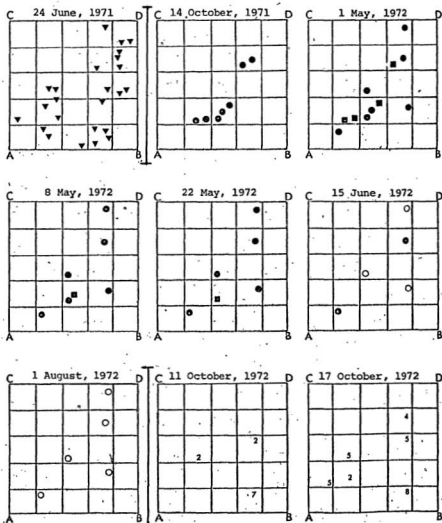 24 June, 1971
C D
A B
14 October, 1971
C D
A B
1 May, 1972
C D
A B
8 May, 1972
C D
A B
22 May, 1972
C D
A B
15 June, 1972
C D
A B
1 August, 1972
C D
A B
11 October, 1972
C D
2
2
7
A B
17 October, 1972
C D
4
5
5
5 2
8
A B